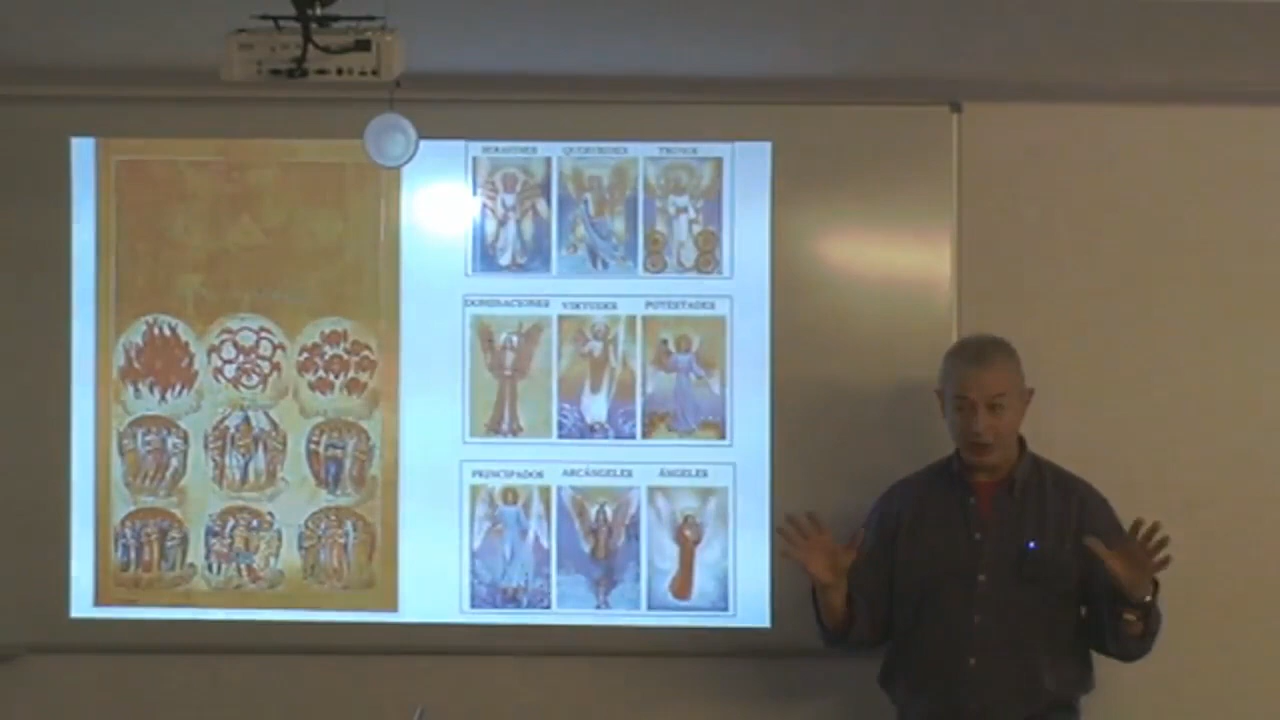 SERAFINES QUERUBINES TRONOS
DOMINACIONES VIRTUDES POTESTADES
PRINCIPADOS ARCÁNGELES ÁNGELES